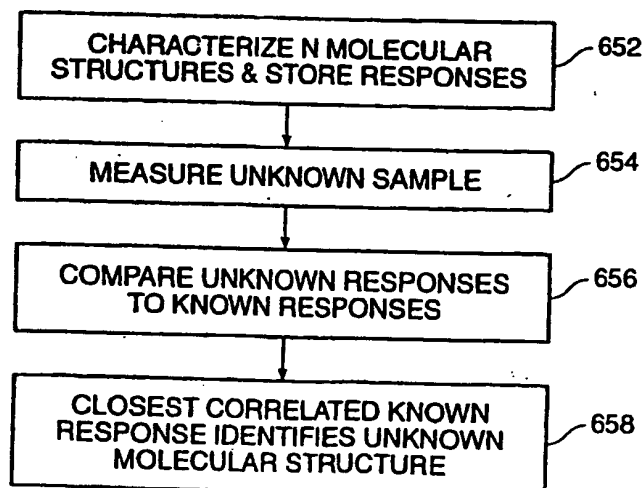 CHARACTERIZE N MOLECULAR
STRUCTURES & STORE RESPONSES
652
MEASURE UNKNOWN SAMPLE
654
COMPARE UNKNOWN RESPONSES
TO KNOWN RESPONSES
656
CLOSEST CORRELATED KNOWN
RESPONSE IDENTIFIES UNKNOWN
MOLECULAR STRUCTURE
658